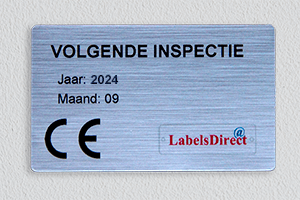 VOLGENDE INSPECTIE
Jaar: 2024
Maand: 09
CE
LabelsDirect@